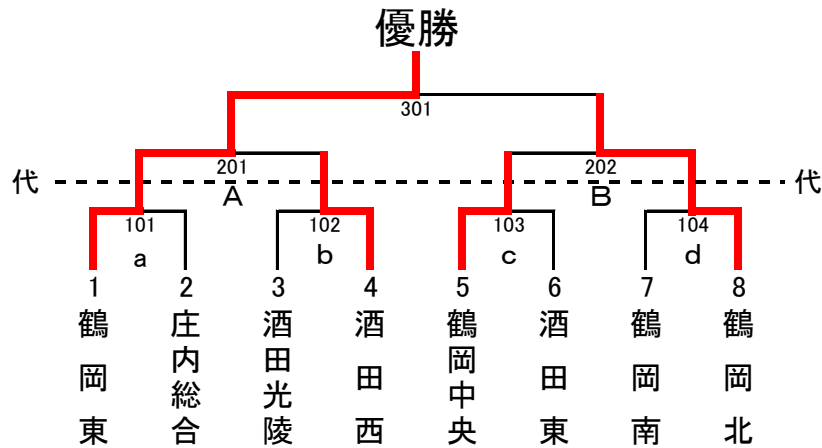 優勝
301
201
202
代
代
A
B
101
102
103
104
a
b
c
d
1
2
3
4
5
6
7
8
鶴岡東
庄内総合
酒田光陵
酒田西
鶴岡中央
酒田東
鶴岡南
鶴岡北